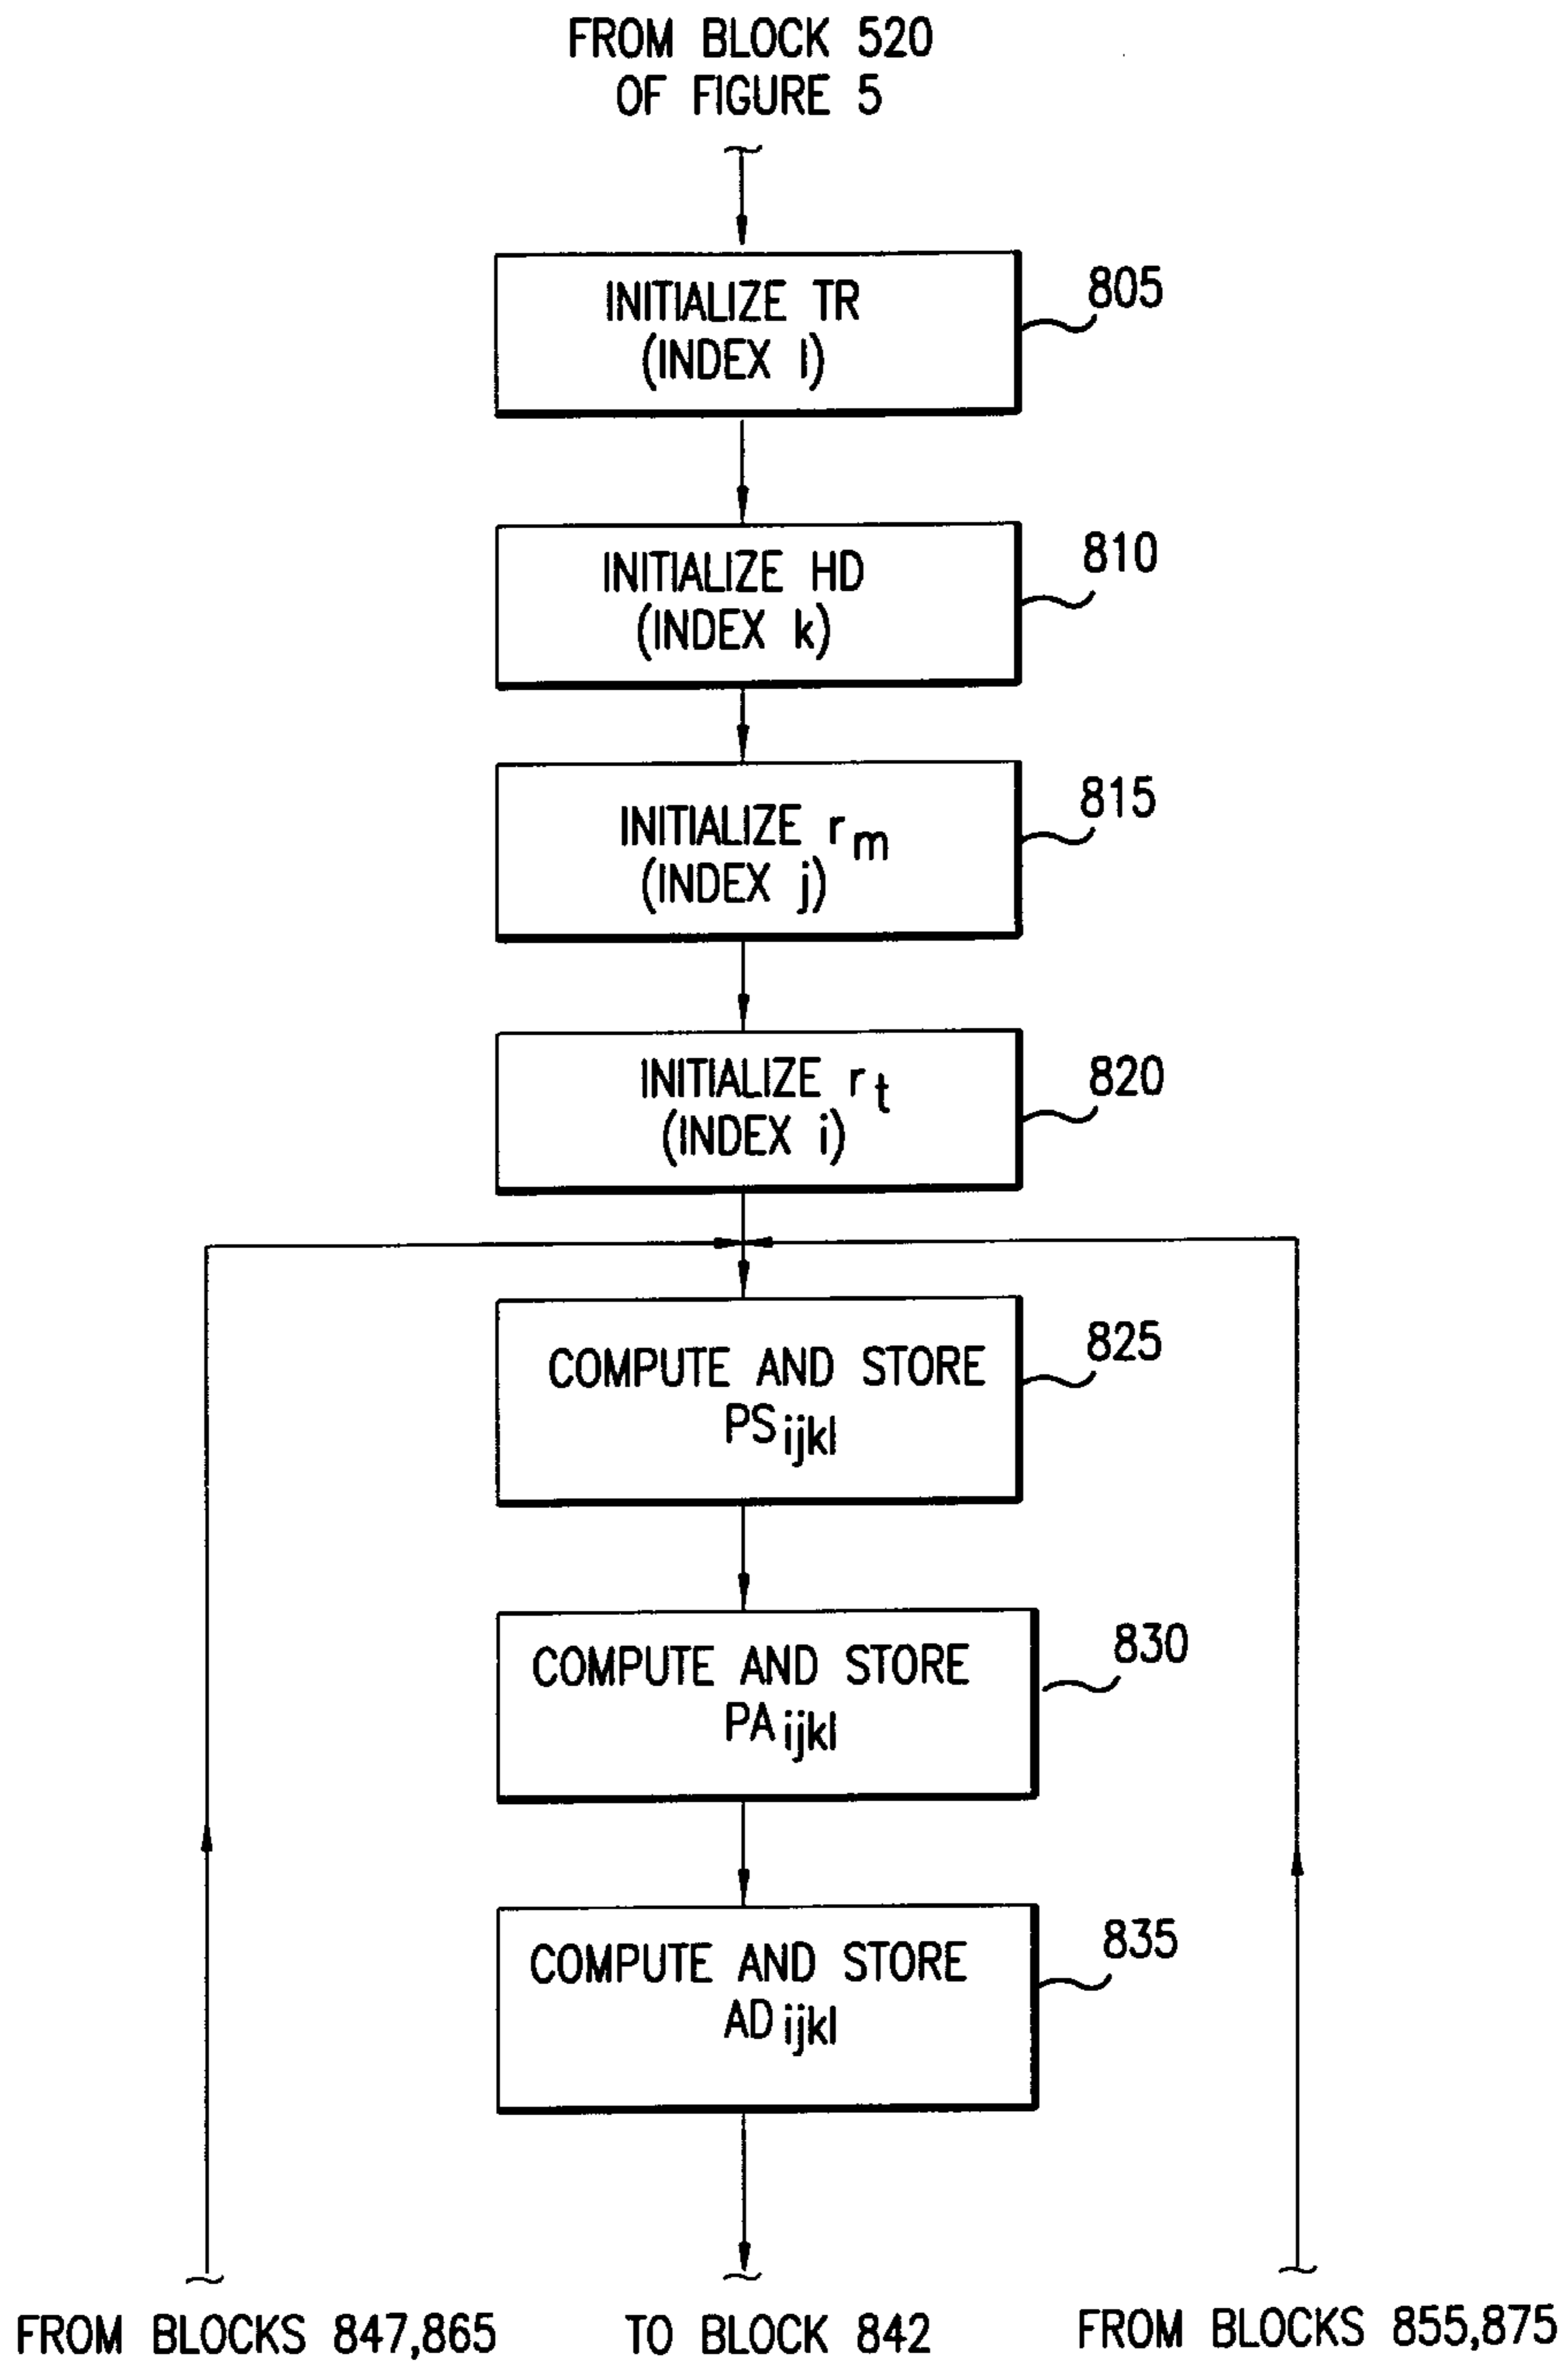 FROM BLOCK 520
OF FIGURE 5
INITIALIZE TR
(INDEX l)
805
INITIALIZE HD
(INDEX k)
810
INITIALIZE rm
(INDEX j)
815
INITIALIZE rt
(INDEX i)
820
COMPUTE AND STORE
PSijkl
825
COMPUTE AND STORE
PAijkl
830
COMPUTE AND STORE
ADijkl
835
FROM BLOCKS 847,865
TO BLOCK 842
FROM BLOCKS 855,875